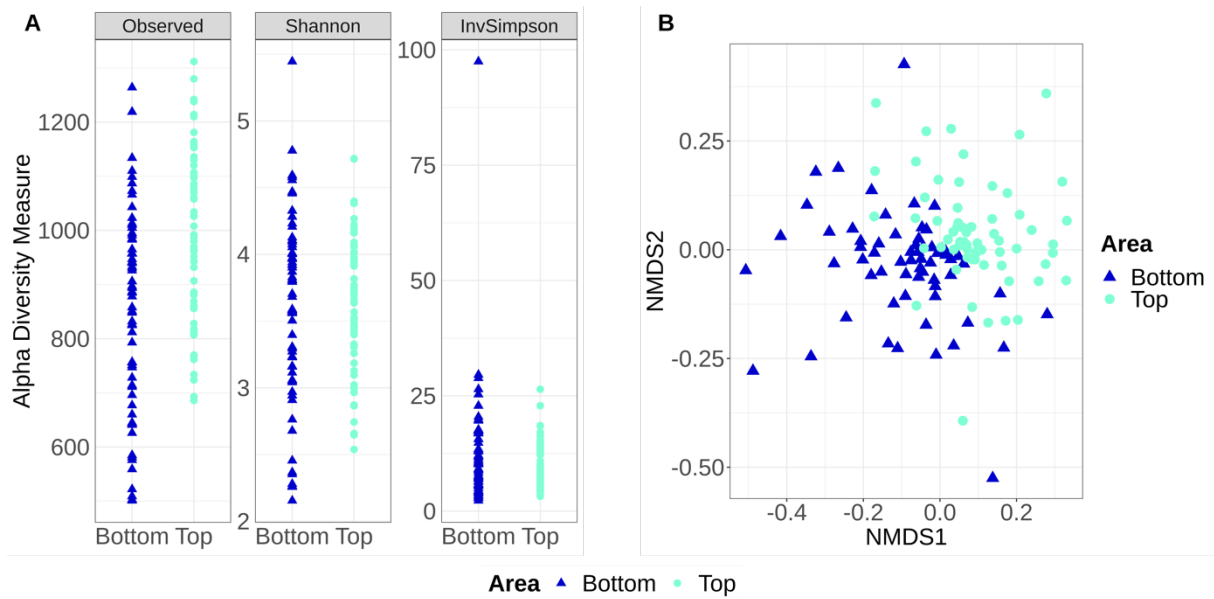 A
Observed
Shannon
InvSimpson
Alpha Diversity Measure
1200
1000
800
600
5
4
3
2
100
75
50
25
0
Bottom Top
Bottom Top
Bottom Top
B
NMDS2
0.25
0.00
-0.25
-0.50
-0.4 -0.2 0.0 0.2
NMDS1
Area
Bottom
Top
Area Bottom Top